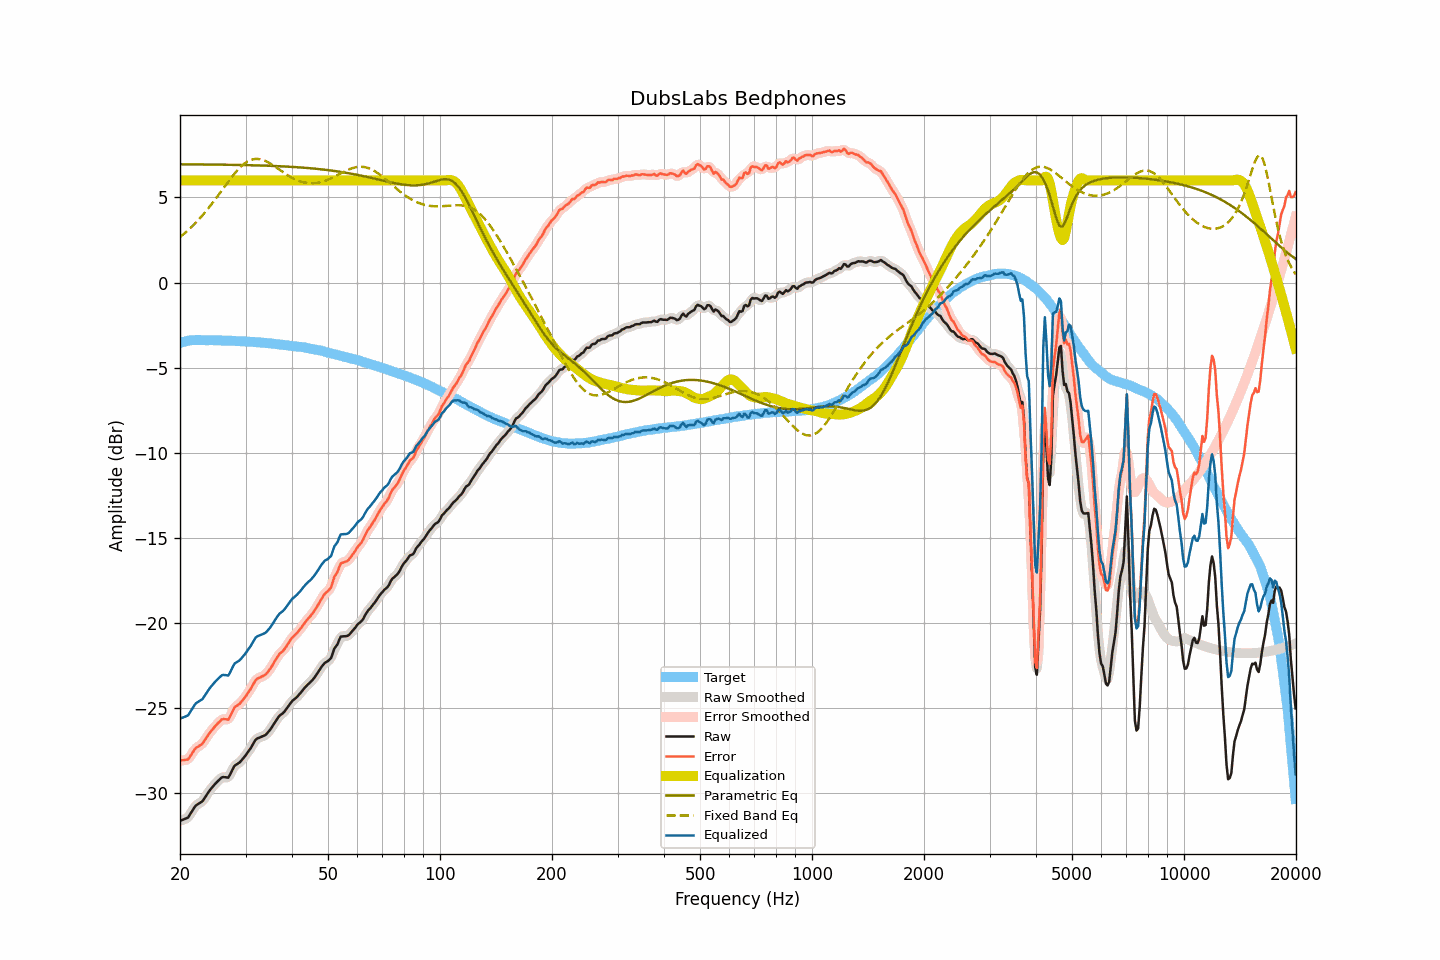 DubsLabs Bedphones
Amplitude (dBr)
5
0
−5
−10
−15
−20
−25
−30
Target
Raw Smoothed
Error Smoothed
Raw
Error
Equalization
Parametric Eq
Fixed Band Eq
Equalized
20 50 100 200 500 1000 2000 5000 10000 20000
Frequency (Hz)